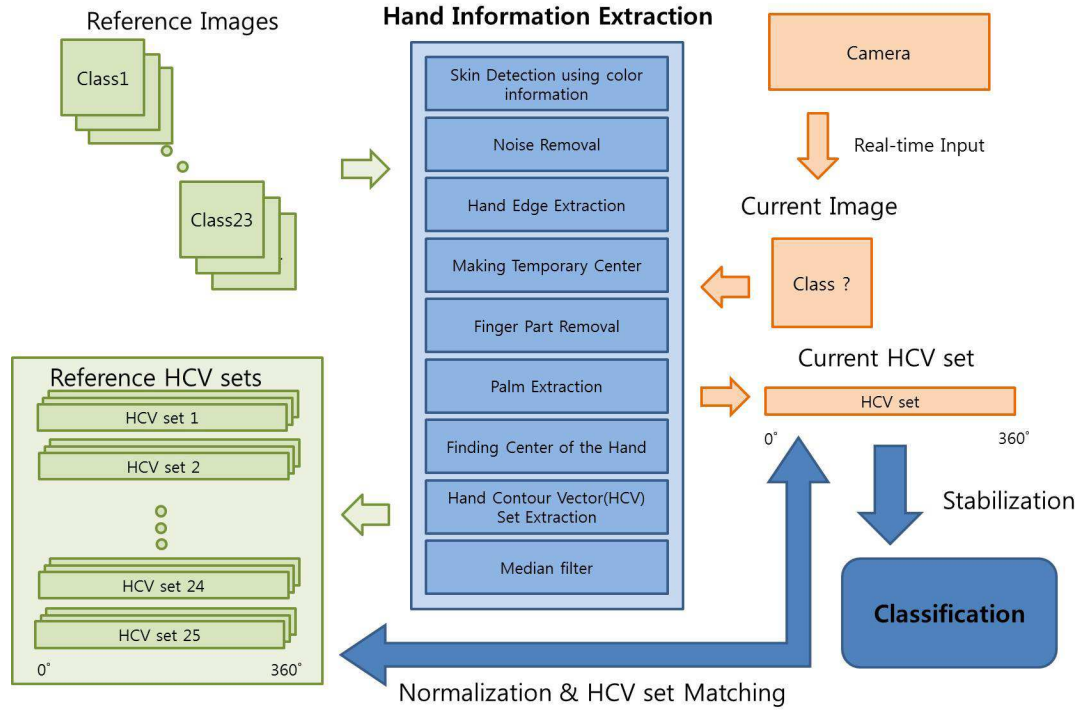 Reference Images
Class1
Class23
Hand Information Extraction
Skin Detection using color
information
Noise Removal
Hand Edge Extraction
Making Temporary Center
Finger Part Removal
Palm Extraction
Finding Center of the Hand
Hand Contour Vector(HCV)
Set Extraction
Median filter
Camera
Real-time Input
Current Image
Class ?
Current HCV set
HCV set
0° 360°
Stabilization
Classification
Reference HCV sets
HCV set 1
HCV set 2
HCV set 24
HCV set 25
0° 360°
Normalization & HCV set Matching